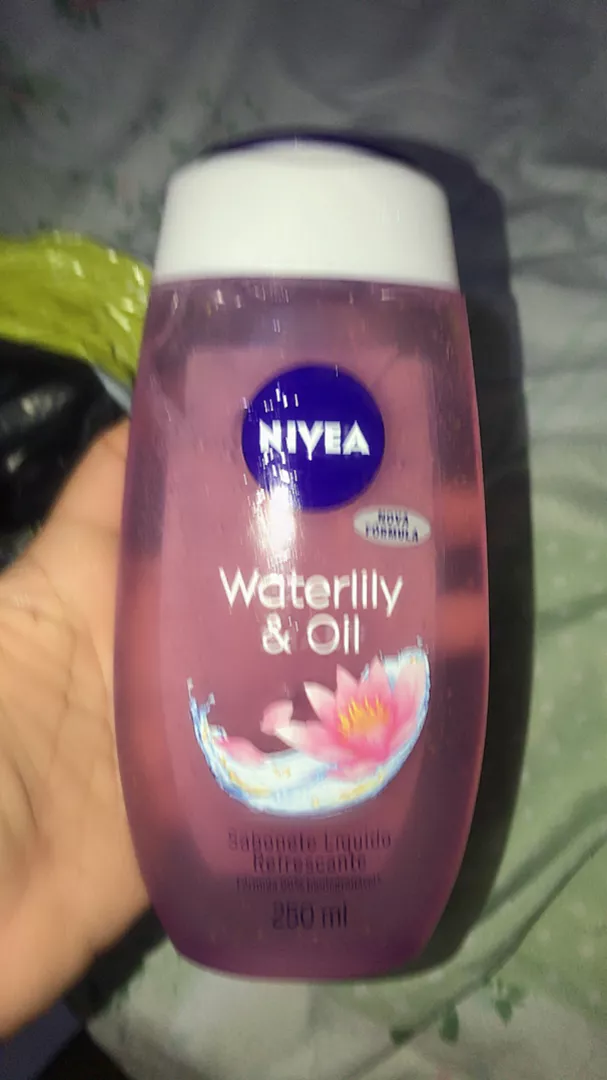 NIVEA
NOVA
FÓRMULA
Waterlily
& Oil
Sabonete Líquido
Refrescante
250 ml